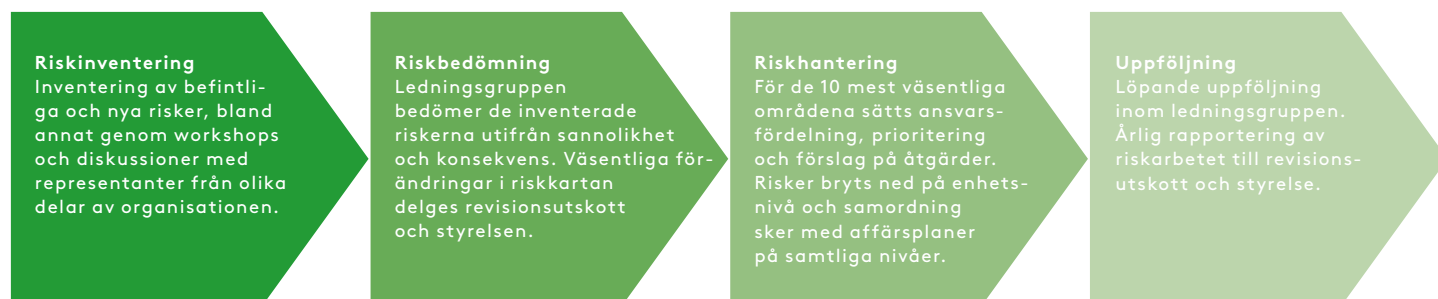 Riskinventering
Inventering av befintli-
ga och nya risker, bland
annat genom workshops
och diskussioner med
representanter från olika
delar av organisationen.
Riskbedömning
Ledningsgruppen
bedömer de inventerade
riskerna utifrån sannolikhet
och konsekvens. Väsentliga för-
ändringar i riskkartan
delges revisionsutskott
och styrelsen.
Riskhantering
För de 10 mest väsentliga
områdena sätts ansvars-
fördelning, prioritering
och förslag på åtgärder.
Risker bryts ned på enhets-
nivå och samordning
sker med affärsplaner
på samtliga nivåer.
Uppföljning
Löpande uppföljning
inom ledningsgruppen.
Årlig rapportering av
riskarbetet till revisions-
utskott och styrelse.